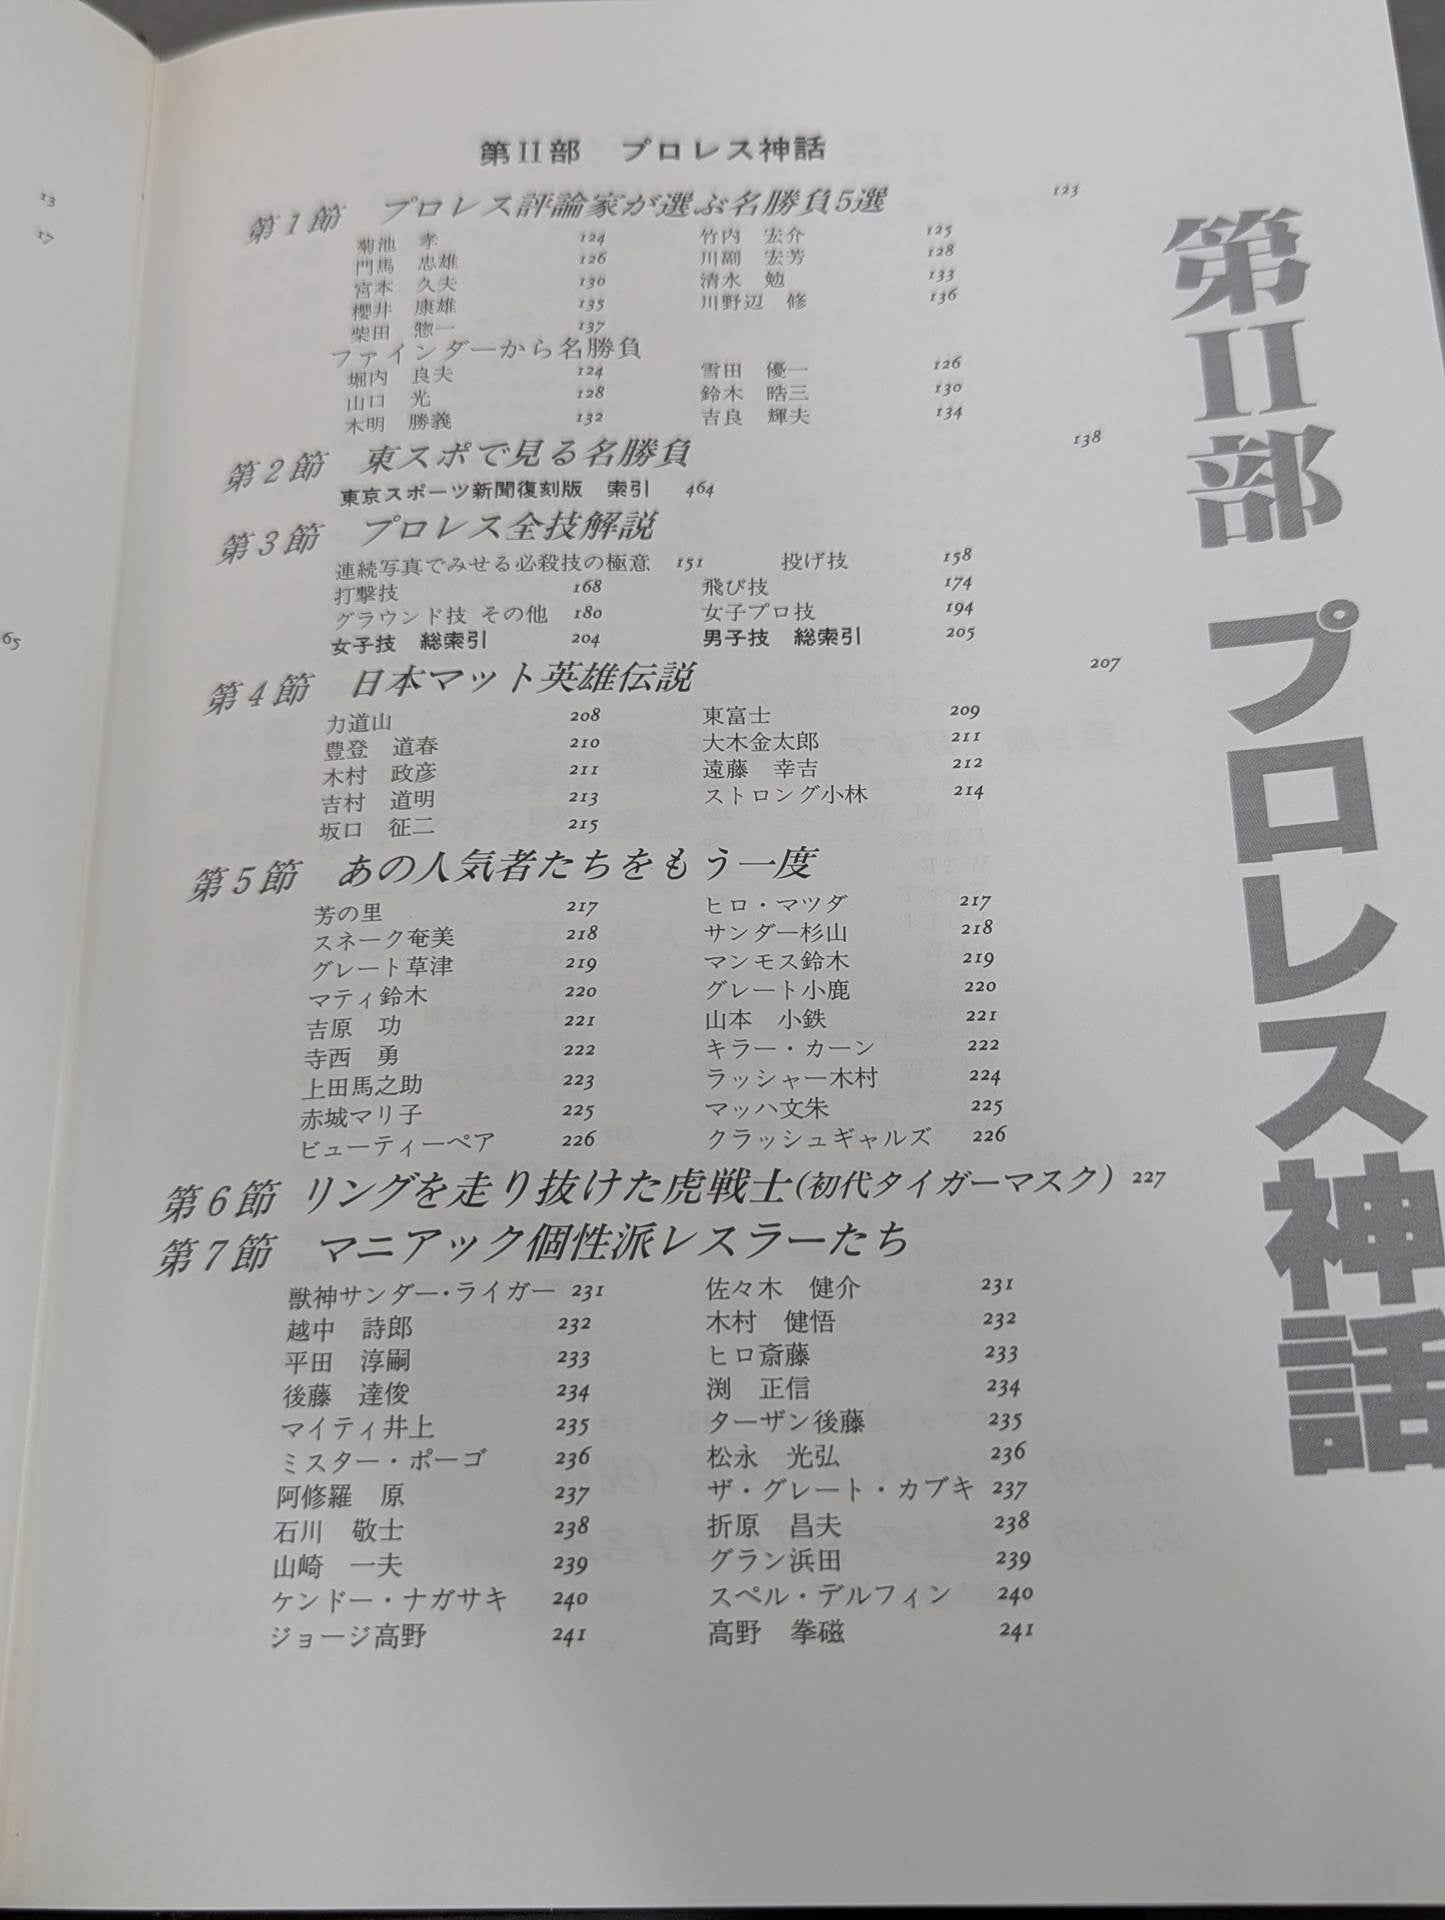 13
17
65
第II部　プロレス神話
第1節　プロレス評論家が選ぶ名勝負5選　123
菊池　孝　124　竹内　宏介　125
門馬　忠雄　126　川副　宏芳　128
宮本　久夫　130　清水　勉　133
櫻井　康雄　135　川野辺　修　136
柴田　惣一　137
ファインダーから名勝負
堀内　良夫　124　雪田　優一　126
山口　光　128　鈴木　晧三　130
木明　勝義　132　吉良　輝夫　134
第2節　東スポで見る名勝負　138
東京スポーツ新聞復刻版　索引　464
第3節　プロレス全技解説
連続写真でみせる必殺技の極意　151　投げ技　158
打撃技　168　飛び技　174
グラウンド技 その他　180　女子プロ技　194
女子技　総索引　204　男子技　総索引　205
第4節　日本マット英雄伝説　207
力道山　208　東富士　209
豊登　道春　210　大木金太郎　211
木村　政彦　211　遠藤　幸吉　212
吉村　道明　213　ストロング小林　214
坂口　征二　215
第5節　あの人気者たちをもう一度
芳の里　217　ヒロ・マツダ　217
スネーク奄美　218　サンダー杉山　218
グレート草津　219　マンモス鈴木　219
マティ鈴木　220　グレート小鹿　220
吉原　功　221　山本　小鉄　221
寺西　勇　222　キラー・カーン　222
上田馬之助　223　ラッシャー木村　224
赤城マリ子　225　マッハ文朱　225
ビューティーペア　226　クラッシュギャルズ　226
第6節　リングを走り抜けた虎戦士(初代タイガーマスク)　227
第7節　マニアック個性派レスラーたち
獣神サンダー・ライガー　231　佐々木　健介　231
越中　詩郎　232　木村　健悟　232
平田　淳嗣　233　ヒロ斎藤　233
後藤　達俊　234　渕　正信　234
マイティ井上　235　ターザン後藤　235
ミスター・ポーゴ　236　松永　光弘　236
阿修羅　原　237　ザ・グレート・カブキ　237
石川　敬士　238　折原　昌夫　238
山崎　一夫　239　グラン浜田　239
ケンドー・ナガサキ　240　スペル・デルフィン　240
ジョージ高野　241　高野　拳磁　241
第II部　プロレス神話